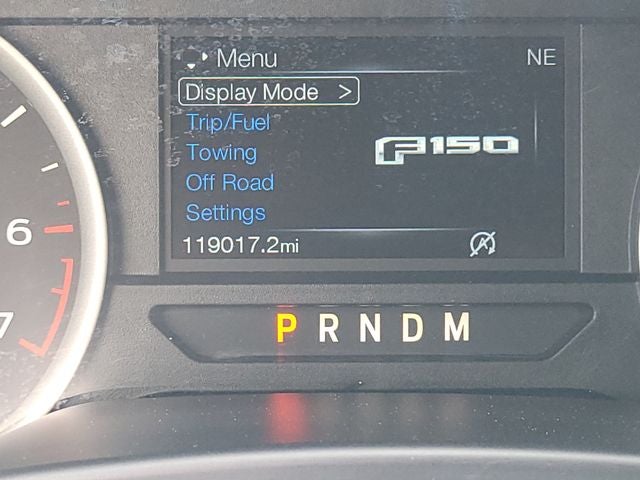 Menu NE
Display Mode >
Trip/Fuel
Towing
F150
Off Road
Settings
119017.2mi
6
7
P R N D M